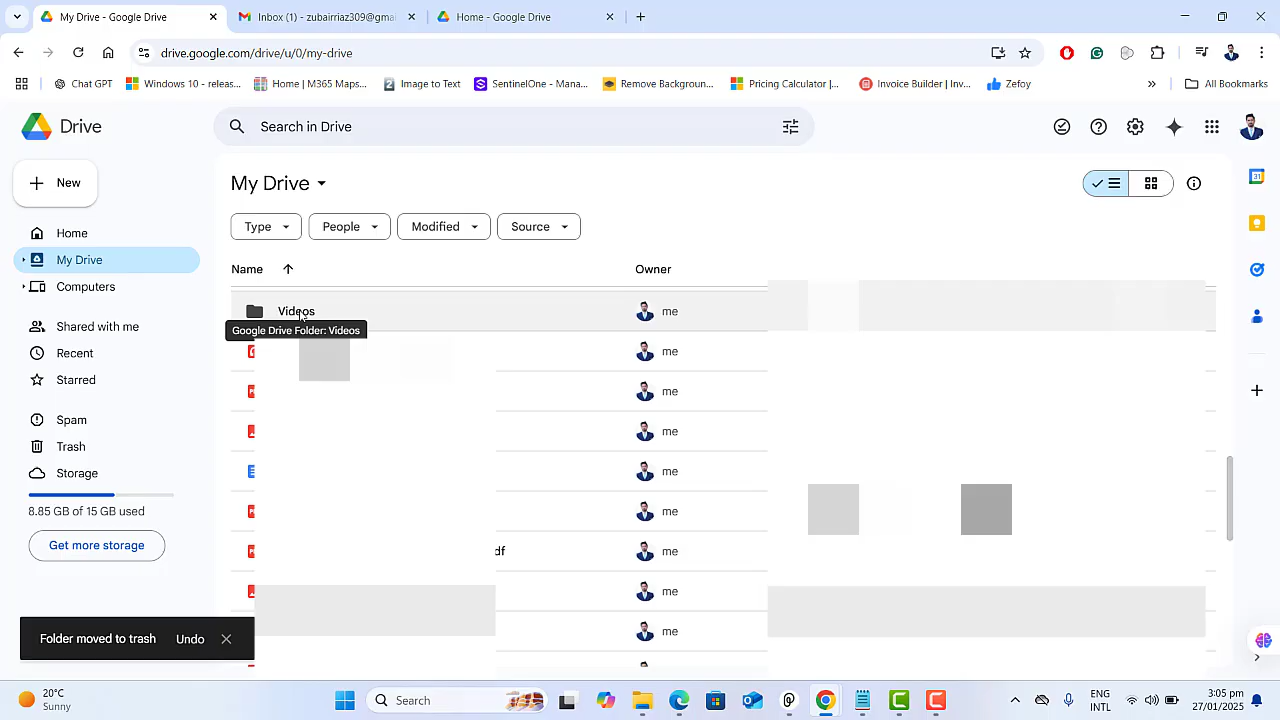 My Drive - Google Drive
Inbox (1) - zubairriaz309@gmai
Home - Google Drive
drive.google.com/drive/u/0/my-drive
Chat GPT
Windows 10 - releas...
Home | M365 Maps...
Image to Text
SentinelOne - Mana...
Remove Backgroun...
Pricing Calculator |...
Invoice Builder | Inv...
Zefoy
All Bookmarks
Drive
Search in Drive
New
My Drive
Type
People
Modified
Source
Home
My Drive
Computers
Shared with me
Recent
Starred
Spam
Trash
Storage
8.85 GB of 15 GB used
Get more storage
Name
Owner
Videos
me
Google Drive Folder: Videos
me
me
me
me
me
df
me
me
me
31
Folder moved to trash
Undo
20°C
Sunny
Search
ENG
INTL
3:05 pm
27/01/2025